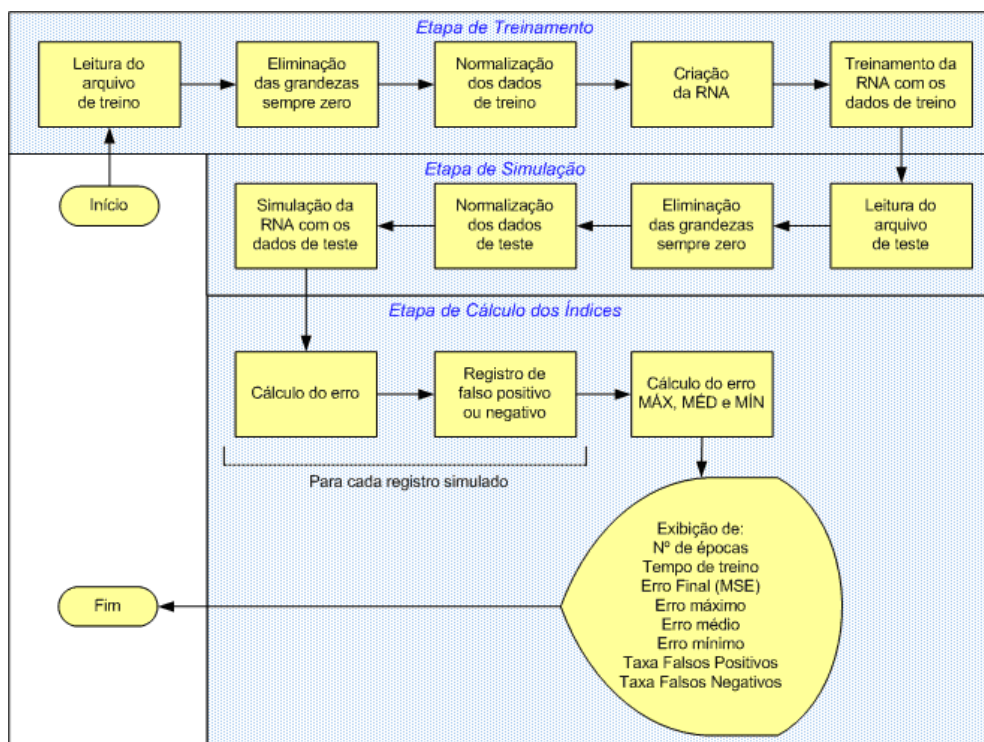 Etapa de Treinamento
Leitura do
arquivo
de treino
Eliminação
das grandezas
sempre zero
Normalização
dos dados
de treino
Criação
da RNA
Treinamento da
RNA com os
dados de treino
Início
Etapa de Simulação
Simulação da
RNA com os
dados de teste
Normalização
dos dados
de teste
Eliminação
das grandezas
sempre zero
Leitura do
arquivo
de teste
Etapa de Cálculo dos Índices
Cálculo do erro
Registro de
falso positivo
ou negativo
Cálculo do erro
MÁX, MÉD e MÍN
Para cada registro simulado
Exibição de:
Nº de épocas
Tempo de treino
Erro Final (MSE)
Erro máximo
Erro médio
Erro mínimo
Taxa Falsos Positivos
Taxa Falsos Negativos
Fim